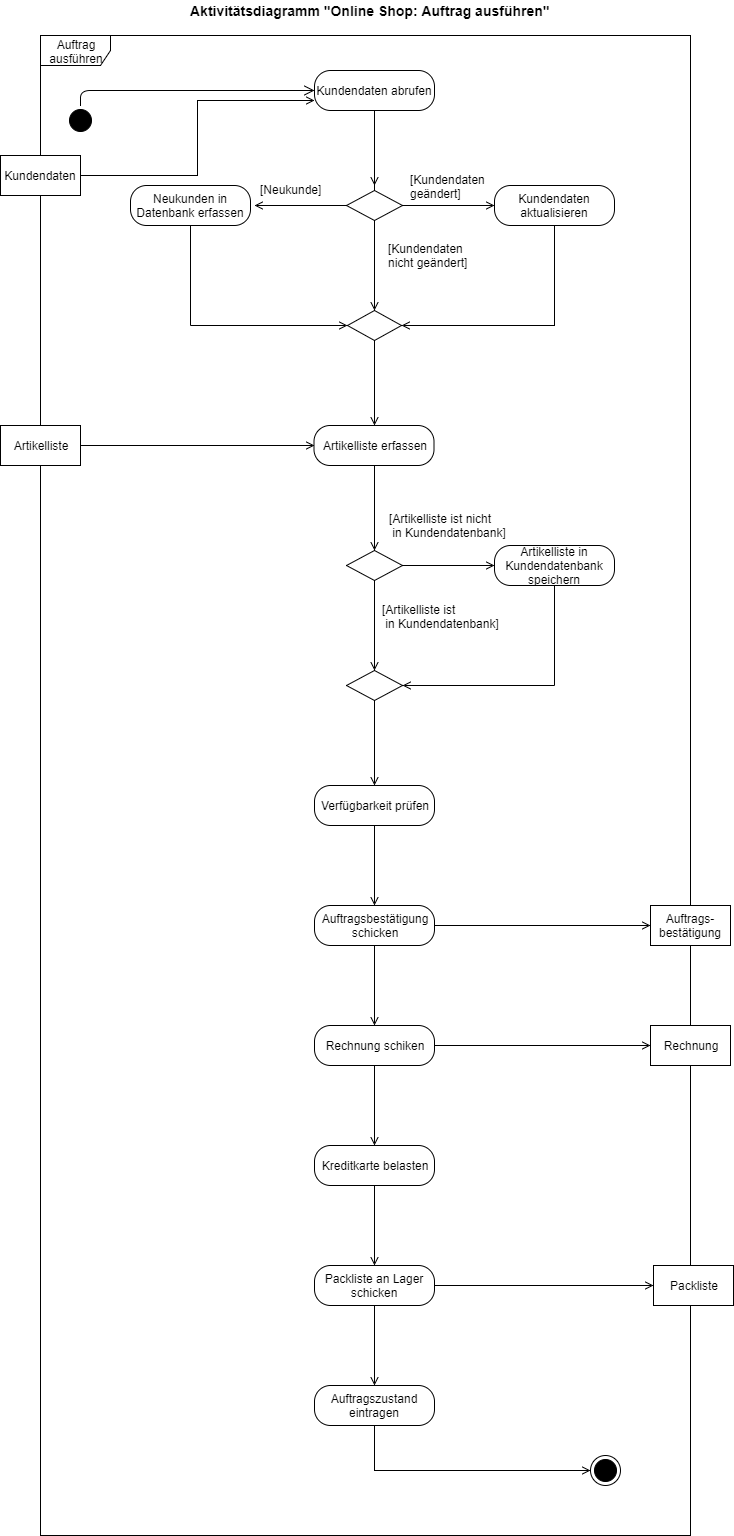 Aktivitätsdiagramm "Online Shop: Auftrag ausführen"
Auftrag
ausführen
Kundendaten abrufen
Kundendaten
[Neukunde]
[Kundendaten
geändert]
Neukunden in
Datenbank erfassen
Kundendaten
aktualisieren
[Kundendaten
nicht geändert]
Artikelliste
Artikelliste erfassen
[Artikelliste ist nicht
in Kundendatenbank]
Artikelliste in
Kundendatenbank
speichern
[Artikelliste ist
in Kundendatenbank]
Verfügbarkeit prüfen
Auftragsbestätigung
schicken
Auftrags-
bestätigung
Rechnung schiken
Rechnung
Kreditkarte belasten
Packliste an Lager
schicken
Packliste
Auftragszustand
eintragen